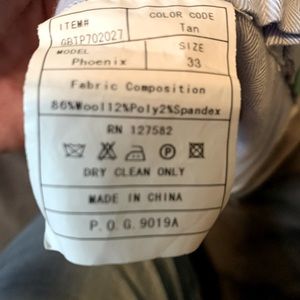 ITEM# COLOR CODE
GBTP702027 Tan
MODEL SIZE
Phoenix 33
Fabric Composition
86%Wool12%Poly2%Spandex
RN 127582
DRY CLEAN ONLY
MADE IN CHINA
P.O.G.9019A